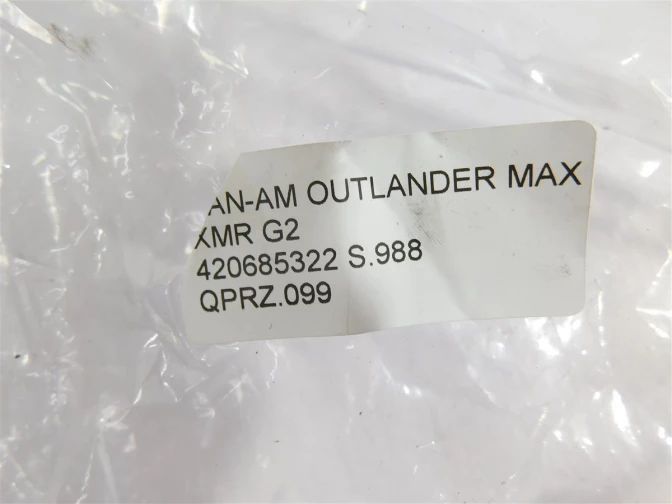 AN-AM OUTLANDER MAX
XMR G2
420685322 S.988
QPRZ.099